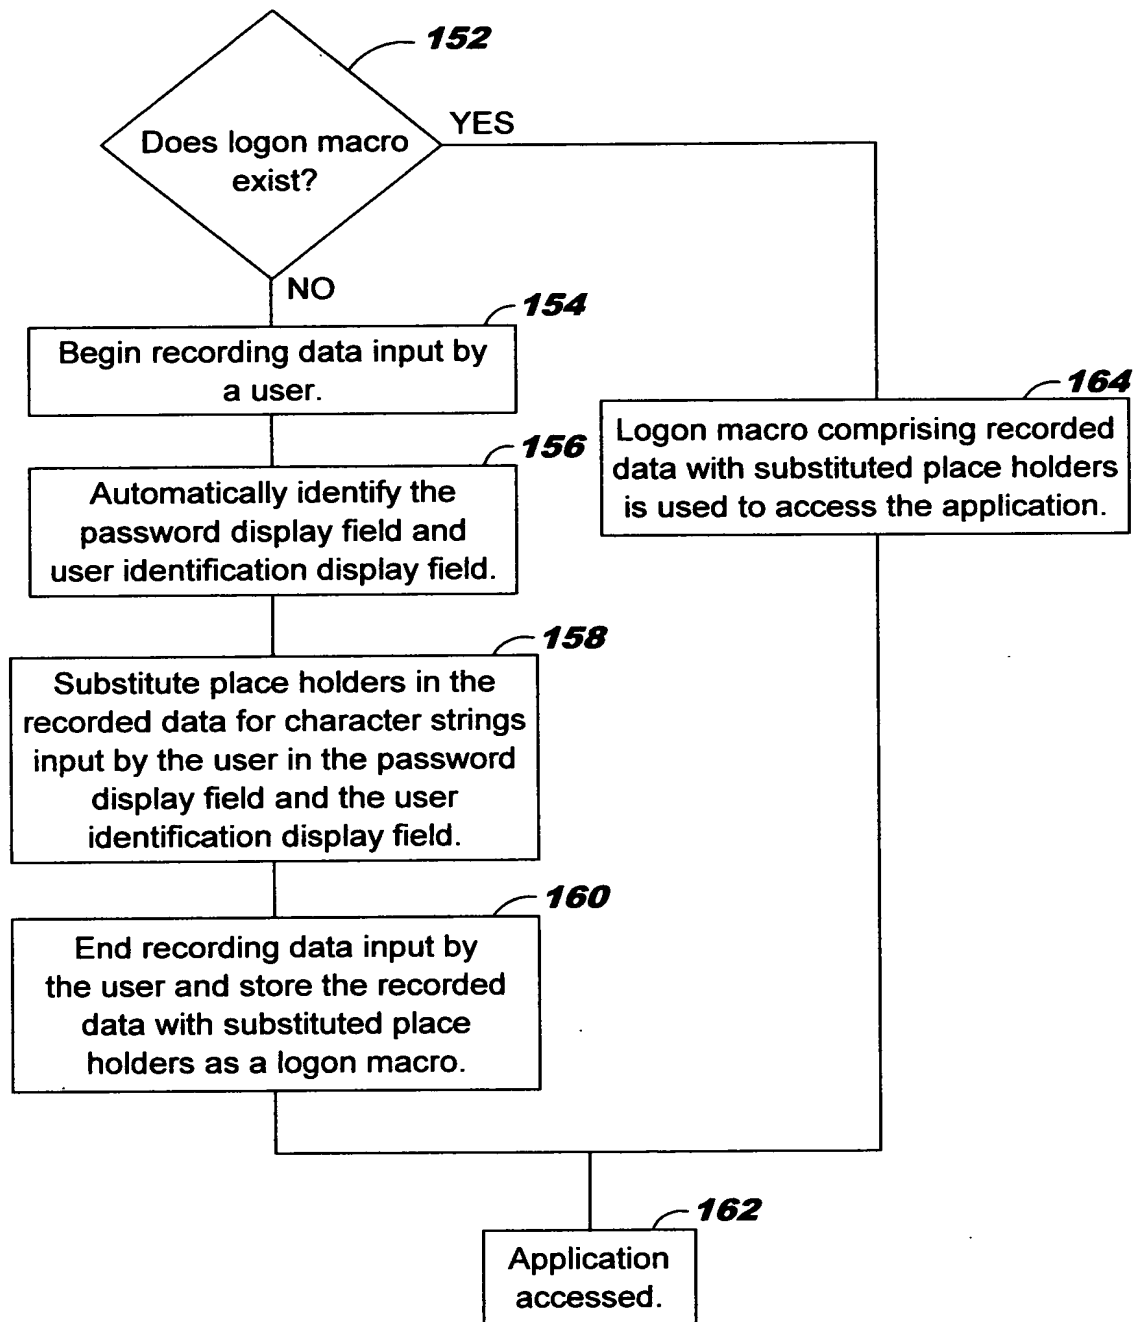 152
Does logon macro
exist?
YES
NO
154
Begin recording data input by
a user.
156
Automatically identify the
password display field and
user identification display field.
164
Logon macro comprising recorded
data with substituted place holders
is used to access the application.
158
Substitute place holders in the
recorded data for character strings
input by the user in the password
display field and the user
identification display field.
160
End recording data input by
the user and store the recorded
data with substituted place
holders as a logon macro.
162
Application
accessed.